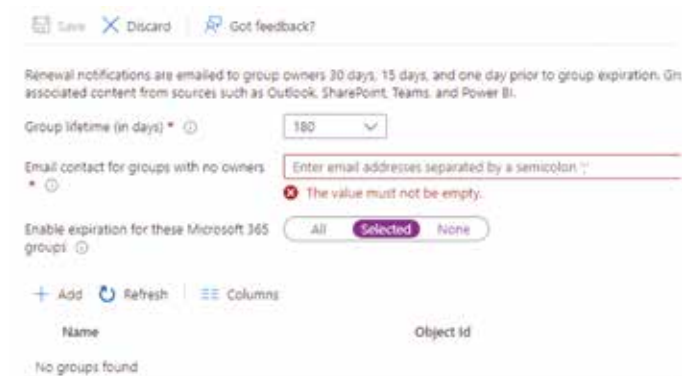 Save Discard Got feedback?
Renewal notifications are emailed to group owners 30 days, 15 days, and one day prior to group expiration. Gr
associated content from sources such as Outlook, SharePoint, Teams, and Power BI.
Group lifetime (in days) * 180
Email contact for groups with no owners Enter email addresses separated by a semicolon ';'
*
The value must not be empty.
Enable expiration for these Microsoft 365 All Selected None
groups
+ Add Refresh Columns
Name Object Id
No groups found